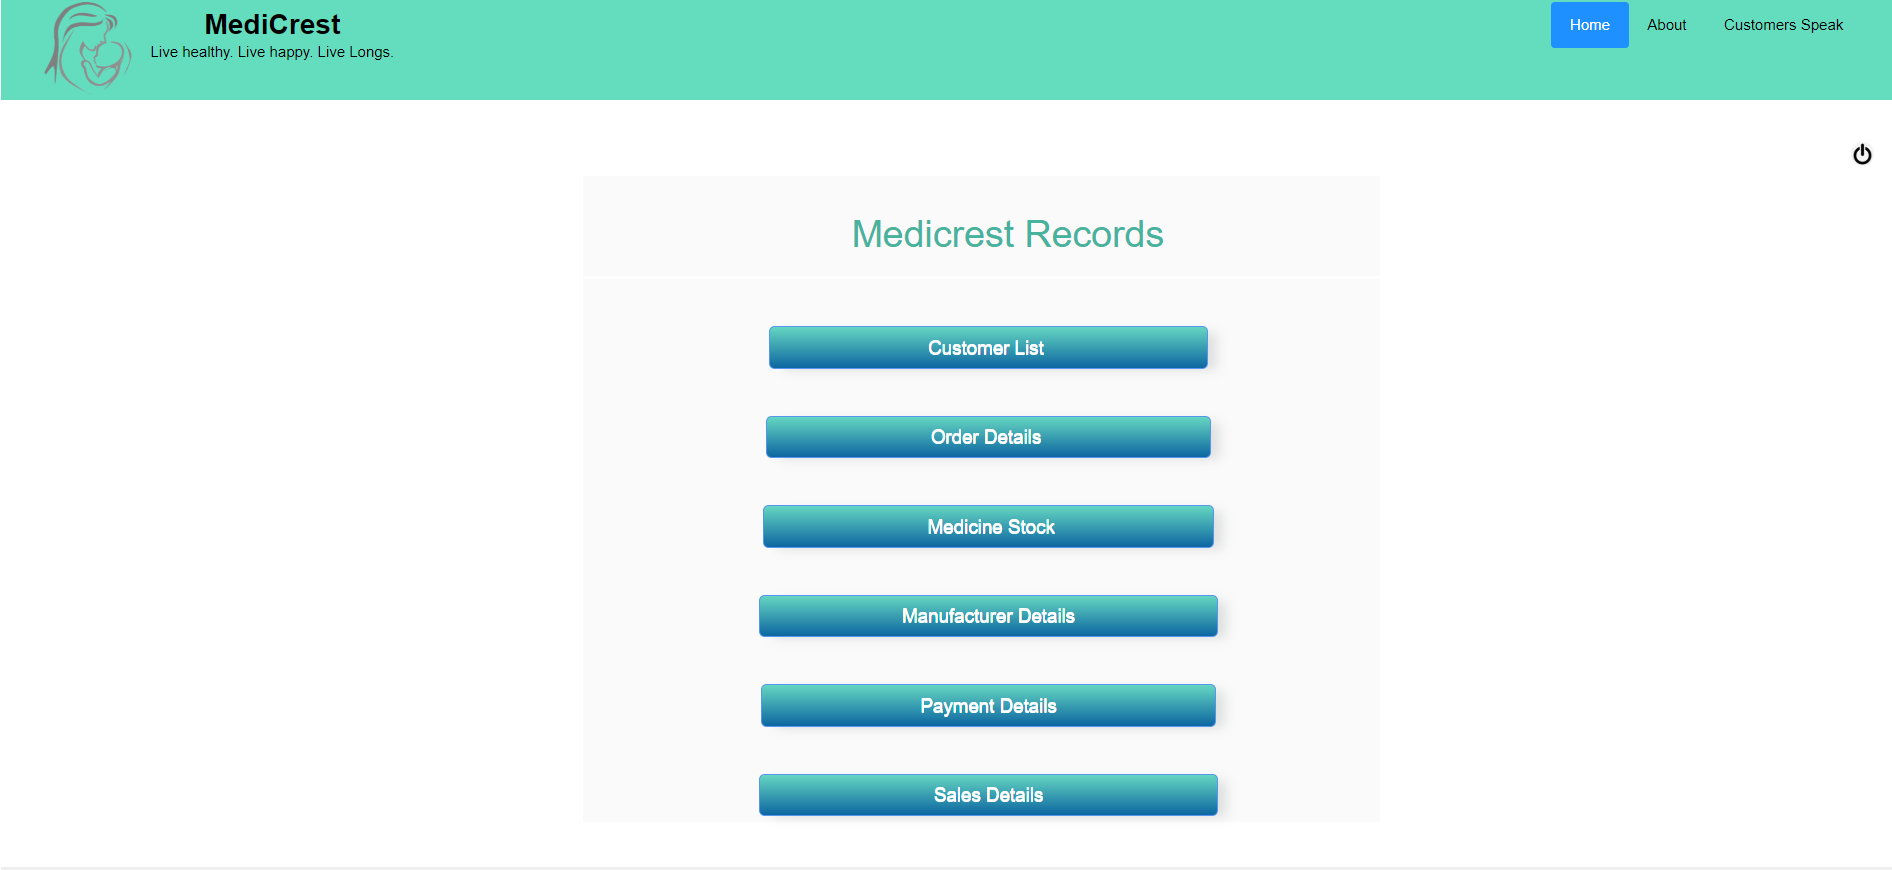 MediCrest
Live healthy. Live happy. Live Longs.
Home About Customers Speak
Medicrest Records
Customer List
Order Details
Medicine Stock
Manufacturer Details
Payment Details
Sales Details